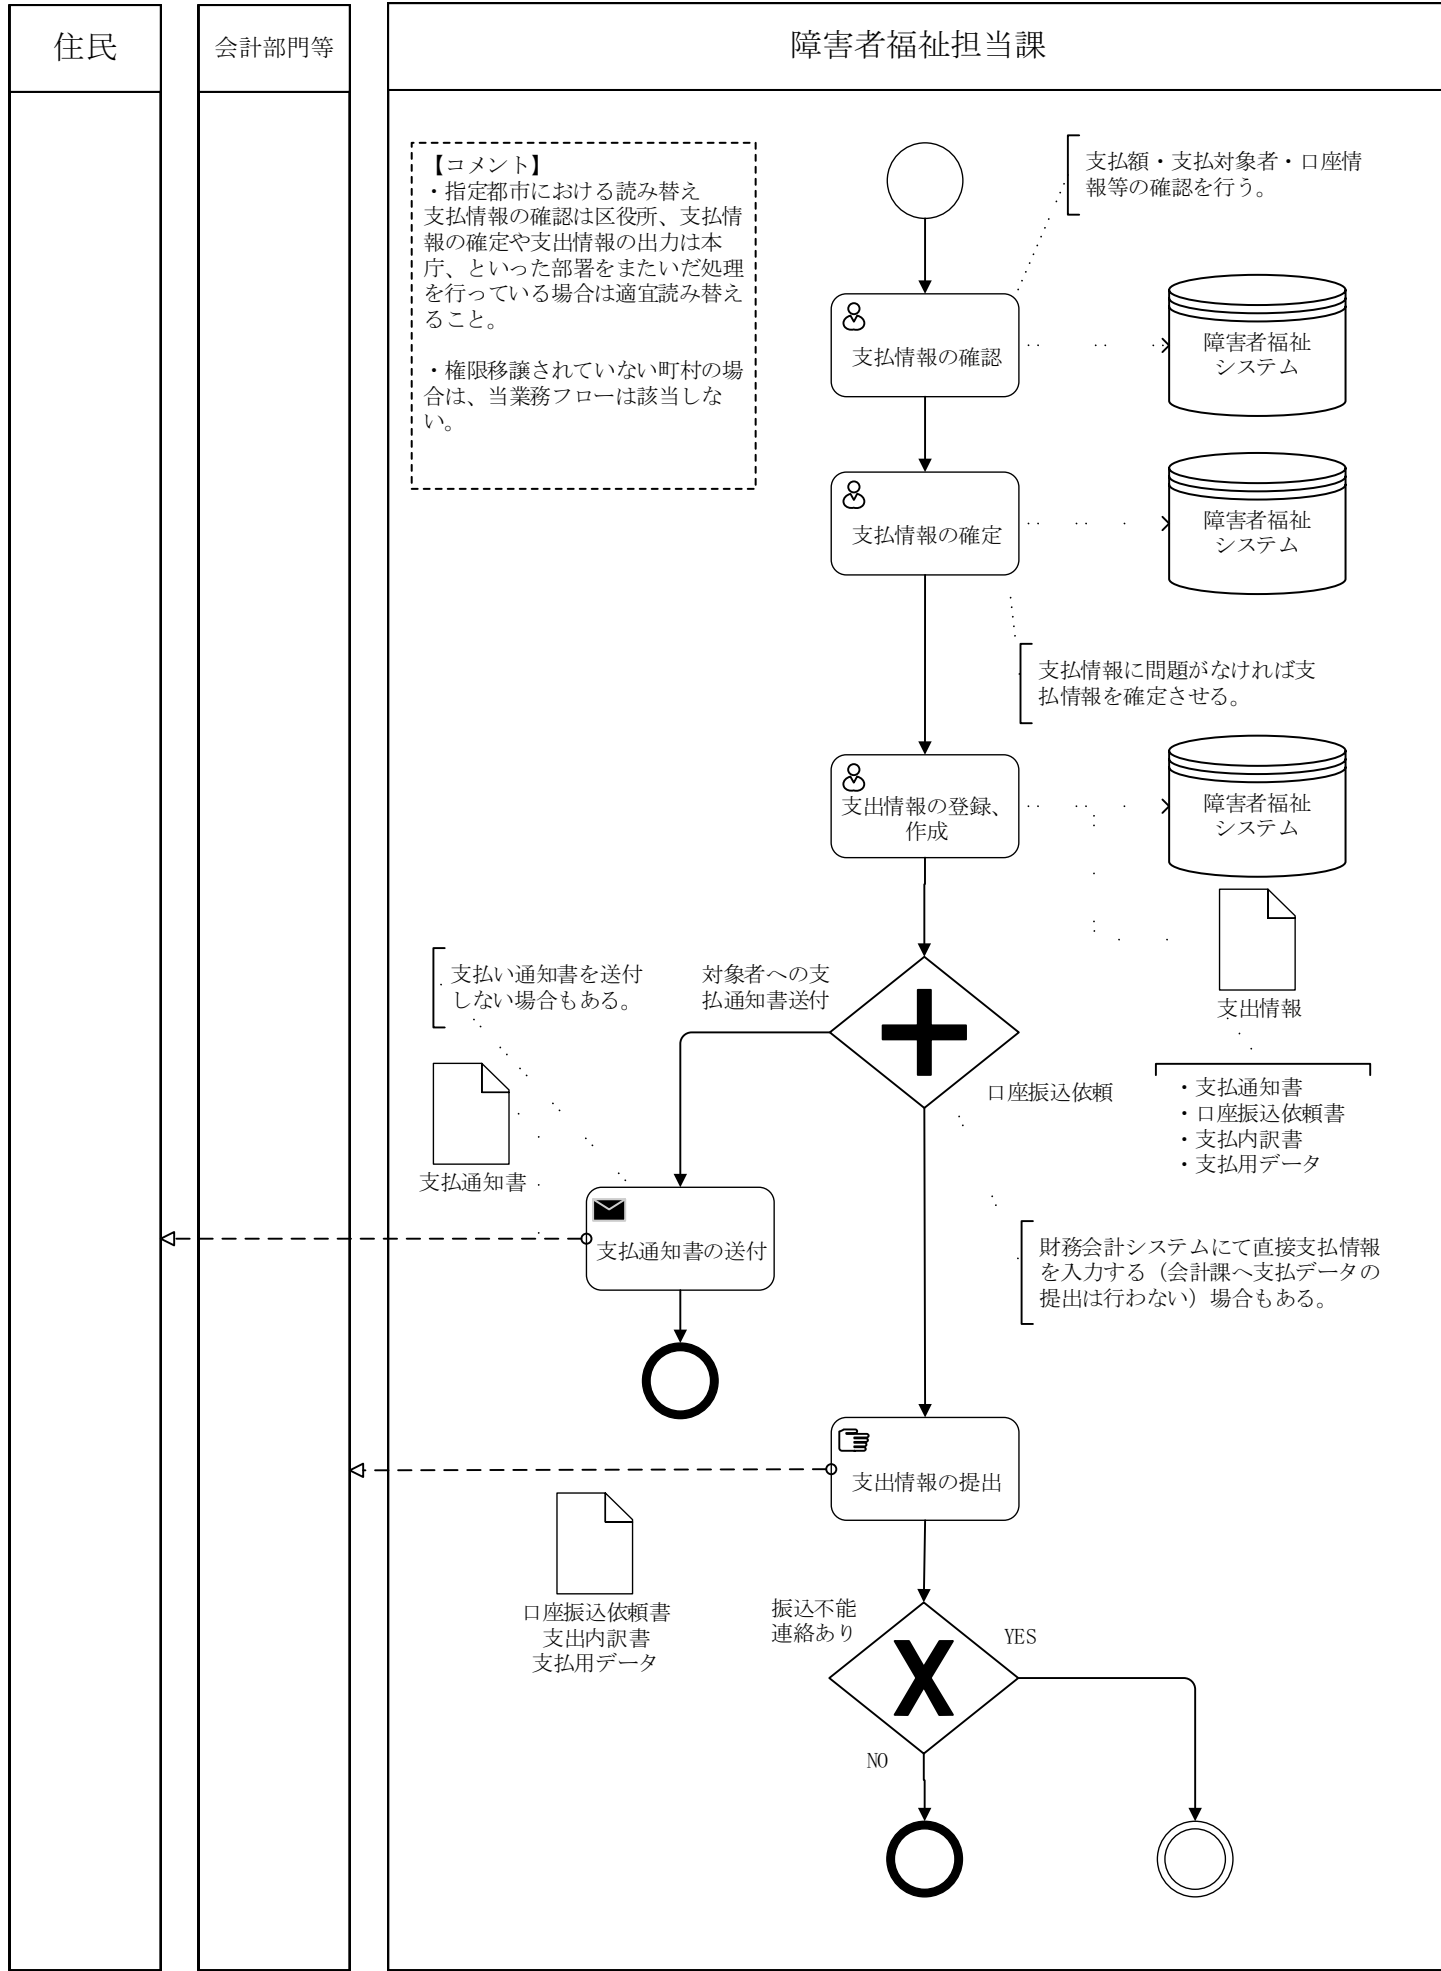 住民
会計部門等
障害者福祉担当課
【コメント】
・指定都市における読み替え
支払情報の確認は区役所、支払情
報の確定や支出情報の出力は本
庁、といった部署をまたいだ処理
を行っている場合は適宜読み替え
ること。
・権限移譲されていない町村の場
合は、当業務フローは該当しな
い。
支払額・支払対象者・口座情
報等の確認を行う。
支払情報の確認
障害者福祉
システム
支払情報の確定
障害者福祉
システム
支払情報に問題がなければ支
払情報を確定させる。
支出情報の登録、
作成
障害者福祉
システム
支出情報
・支払通知書
・口座振込依頼書
・支払内訳書
・支払用データ
支払い通知書を送付
しない場合もある。
対象者への支
払通知書送付
口座振込依頼
支払通知書
支払通知書の送付
財務会計システムにて直接支払情報
を入力する（会計課へ支払データの
提出は行わない）場合もある。
支出情報の提出
口座振込依頼書
支出内訳書
支払用データ
振込不能
連絡あり
YES
NO